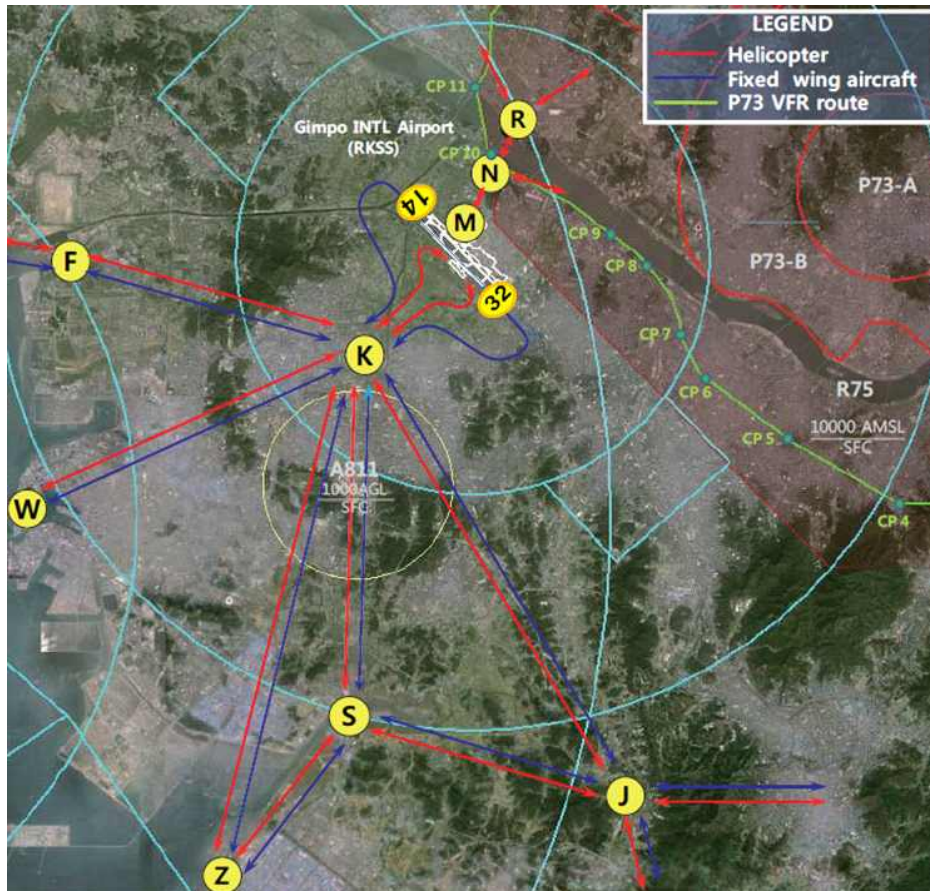 LEGEND
Helicopter
Fixed wing aircraft
P73 VFR route
CP 11
R
Gimpo INTL Airport
(RKSS)
CP 10
N
P73-A
14
M
CP 9
P73-B
F
CP 8
32
CP 7
K
CP 6
R75
10000 AMSL
SFC
CP 5
A811
1000AGL
SFC
W
CP 4
S
J
Z